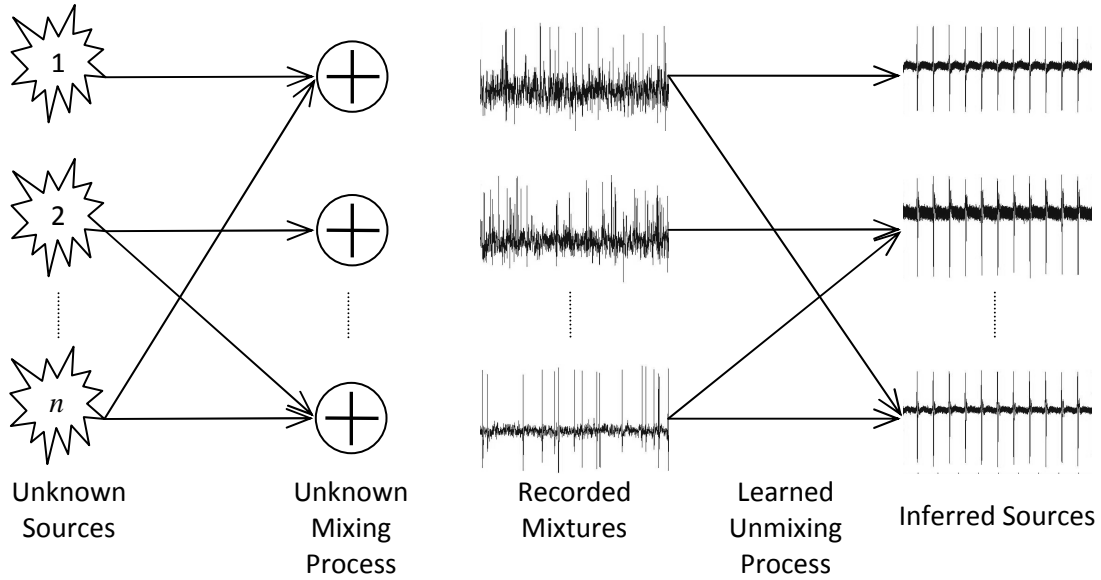 1
2
n
Unknown
Sources
Unknown
Mixing
Process
Recorded
Mixtures
Learned
Unmixing
Process
Inferred Sources